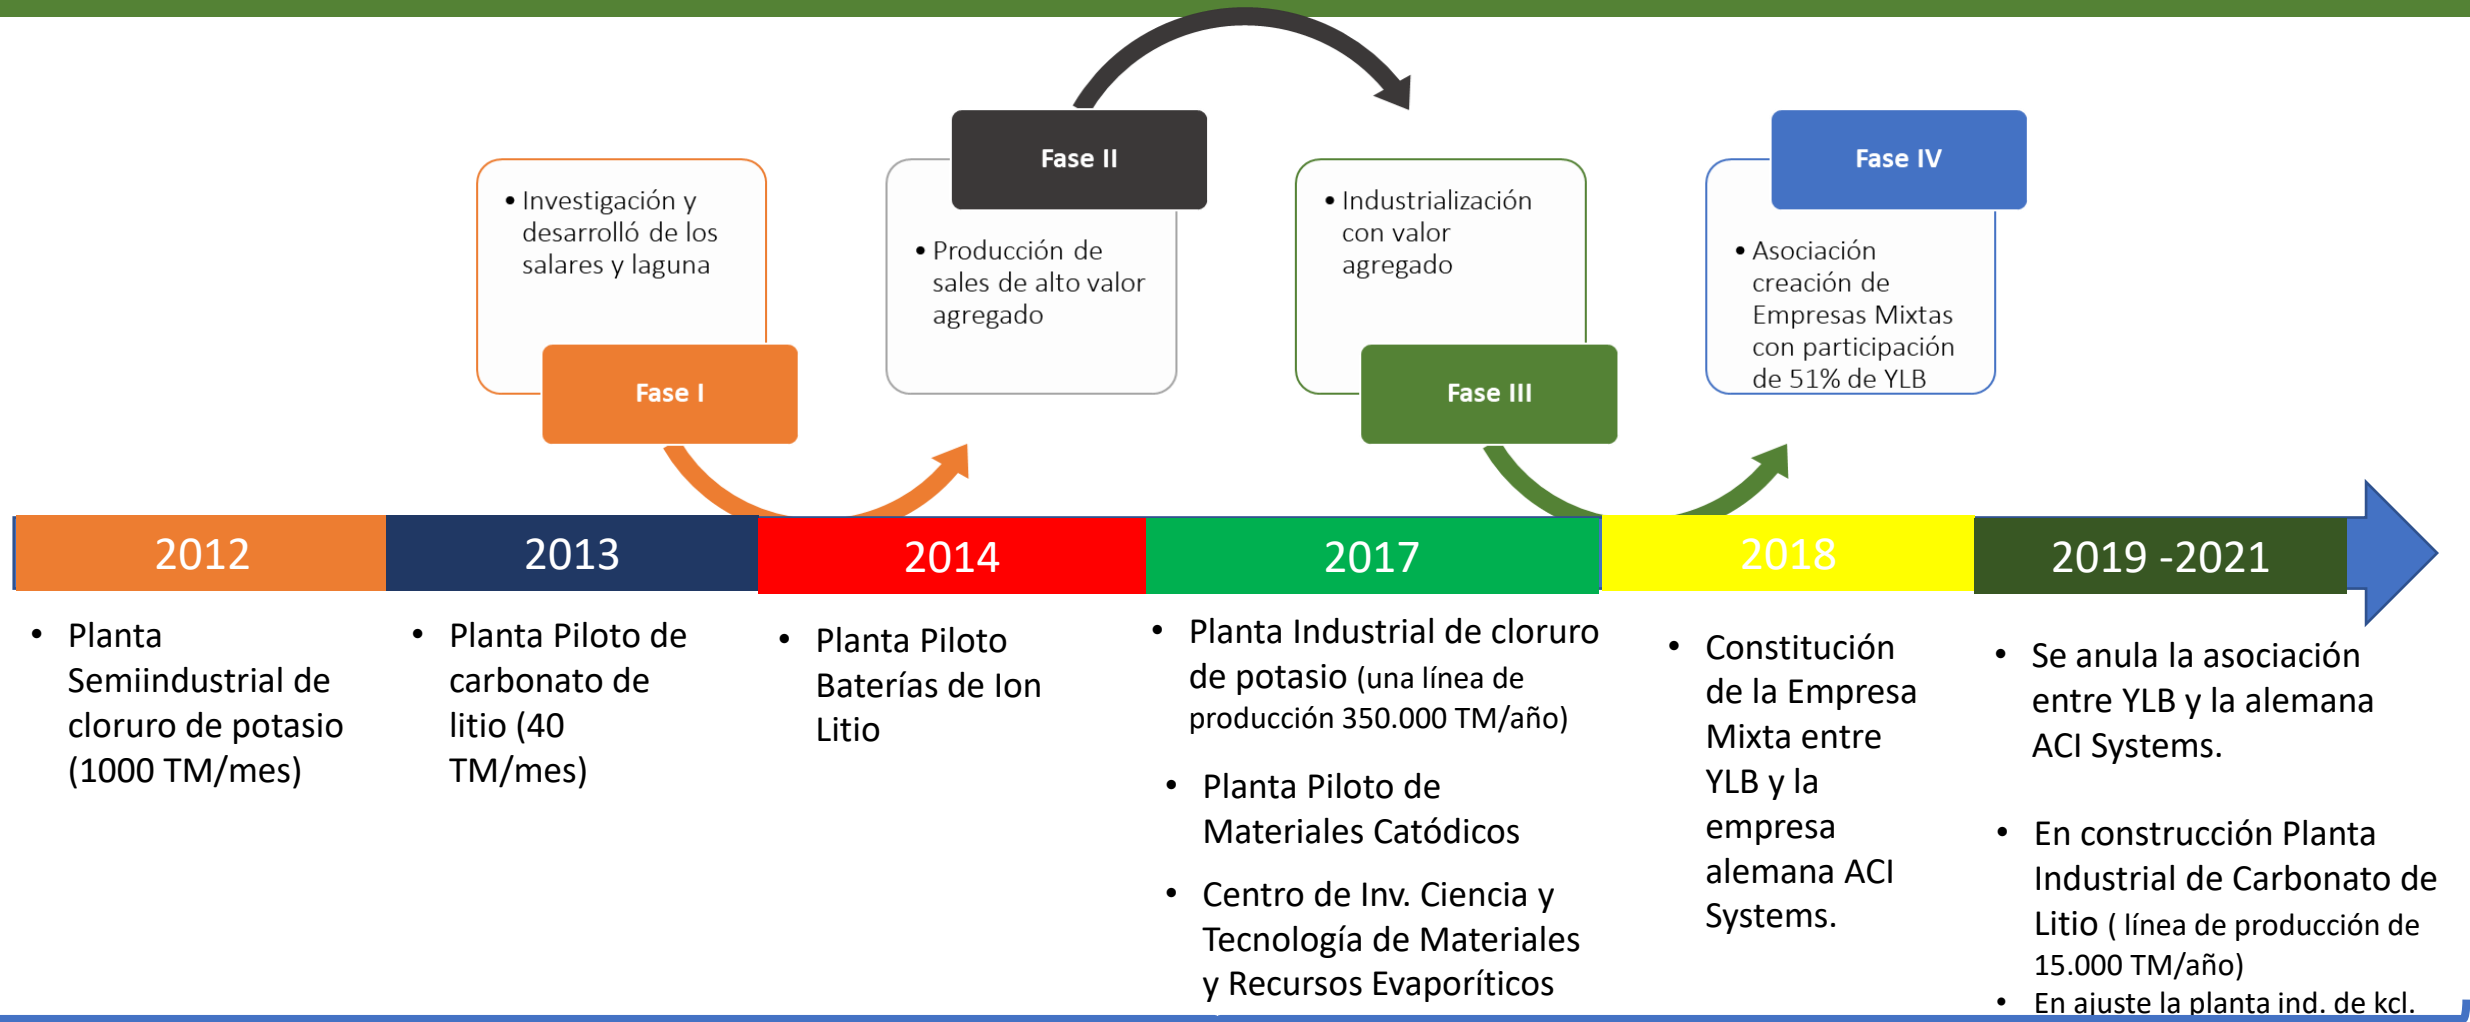 • Investigación y
desarrolló de los
salares y laguna
Fase I
Fase II
• Producción de
sales de alto valor
agregado
• Industrialización
con valor
agregado
Fase III
Fase IV
• Asociación
creación de
Empresas Mixtas
con participación
de 51% de YLB
2012
• Planta
Semiindustrial de
cloruro de potasio
(1000 TM/mes)
2013
• Planta Piloto de
carbonato de
litio (40
TM/mes)
2014
• Planta Piloto
Baterías de Ion
Litio
2017
• Planta Industrial de cloruro
de potasio (una línea de
producción 350.000 TM/año)
• Planta Piloto de
Materiales Catódicos
• Centro de Inv. Ciencia y
Tecnología de Materiales
y Recursos Evaporíticos
2018
• Constitución
de la Empresa
Mixta entre
YLB y la
empresa
alemana ACI
Systems.
2019 -2021
• Se anula la asociación
entre YLB y la alemana
ACI Systems.
• En construcción Planta
Industrial de Carbonato de
Litio ( línea de producción de
15.000 TM/año)
• En ajuste la planta ind. de kcl.